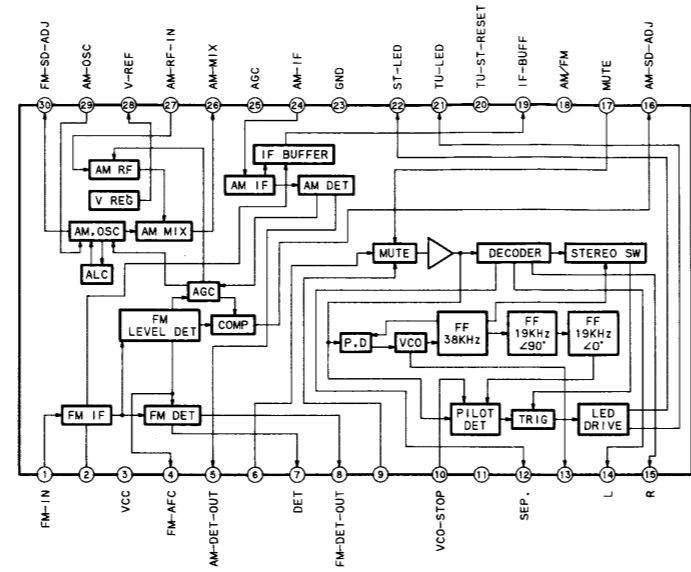 FM-SD-ADJ
AM-OSC
V-REF
AM-RF-IN
AM-MIX
AGC
AM-IF
GND
ST-LED
TU-LED
TU-ST-RESET
IF-BUFF
AM/FM
MUTE
AM-SD-ADJ
30
29
28
27
26
25
24
23
22
21
20
19
18
17
16
IF BUFFER
AM RF
AM IF
AM DET
V REG
AM.OSC
AM MIX
MUTE
DECODER
STEREO SW
ALC
AGC
FM
LEVEL DET
COMP
P.D
VCO
FF
38KHz
FF
19KHz
∠90°
FF
19KHz
∠0°
FM IF
FM DET
PILOT
DET
TRIG
LED
DRIVE
1
2
3
4
5
6
7
8
9
10
11
12
13
14
15
FM-IN
VCC
FM-AFC
AM-DET-OUT
DET
FM-DET-OUT
VCO-STOP
SEP.
L
R